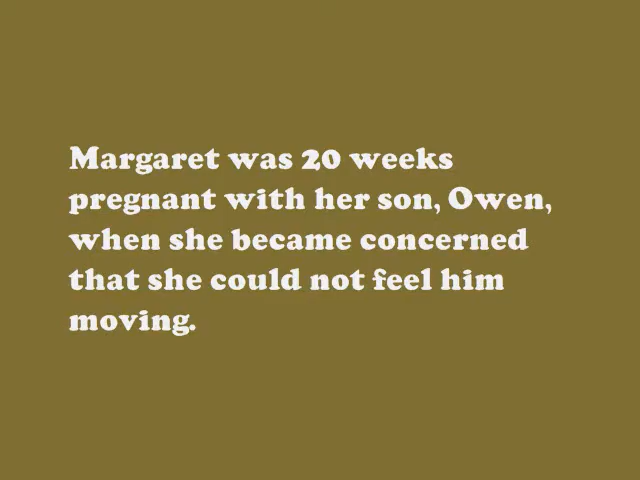 Margaret was 20 weeks
pregnant with her son, Owen,
when she became concerned
that she could not feel him
moving.